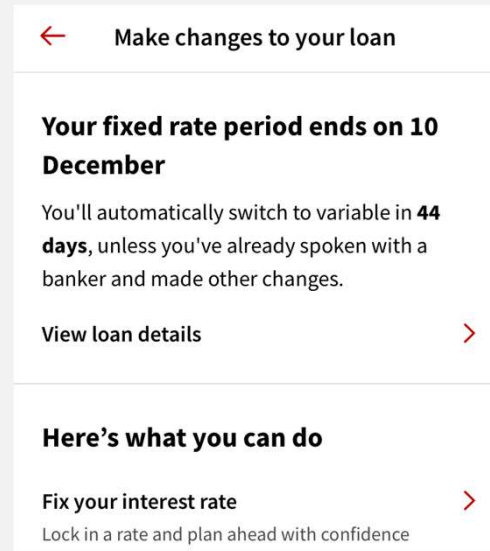 Make changes to your loan
Your fixed rate period ends on 10
December
You'll automatically switch to variable in 44
days, unless you've already spoken with a
banker and made other changes.
View loan details
Here’s what you can do
Fix your interest rate
Lock in a rate and plan ahead with confidence